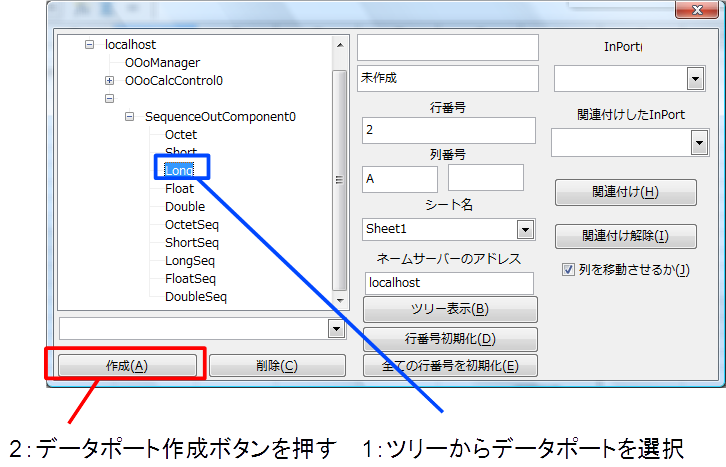 localhost
OOoManager
OOoCalcControl0
SequenceOutComponent0
Octet
Short
Long
Float
Double
OctetSeq
ShortSeq
LongSeq
FloatSeq
DoubleSeq
作成(A)
削除(C)
未作成
行番号
2
列番号
A
シート名
Sheet1
ネームサーバーのアドレス
localhost
ツリー表示(B)
行番号初期化(D)
全ての行番号を初期化(E)
InPort
関連付けしたInPort
関連付け(H)
関連付け解除(I)
列を移動させるか(J)
2：データポート作成ボタンを押す
1：ツリーからデータポートを選択